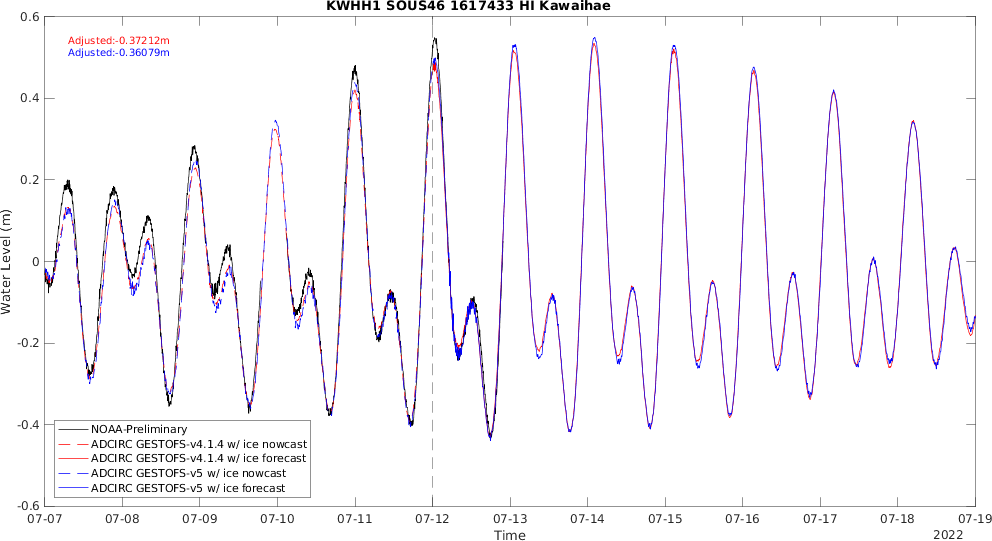 KWHH1 SOUS46 1617433 HI Kawaihae
Adjusted:-0.37212m
Adjusted:-0.36079m
Water Level (m)
0.6
0.4
0.2
0
-0.2
-0.4
-0.6
NOAA-Preliminary
ADCIRC GESTOFS-v4.1.4 w/ ice nowcast
ADCIRC GESTOFS-v4.1.4 w/ ice forecast
ADCIRC GESTOFS-v5 w/ ice nowcast
ADCIRC GESTOFS-v5 w/ ice forecast
07-07 07-08 07-09 07-10 07-11 07-12 07-13 07-14 07-15 07-16 07-17 07-18 07-19
Time
2022